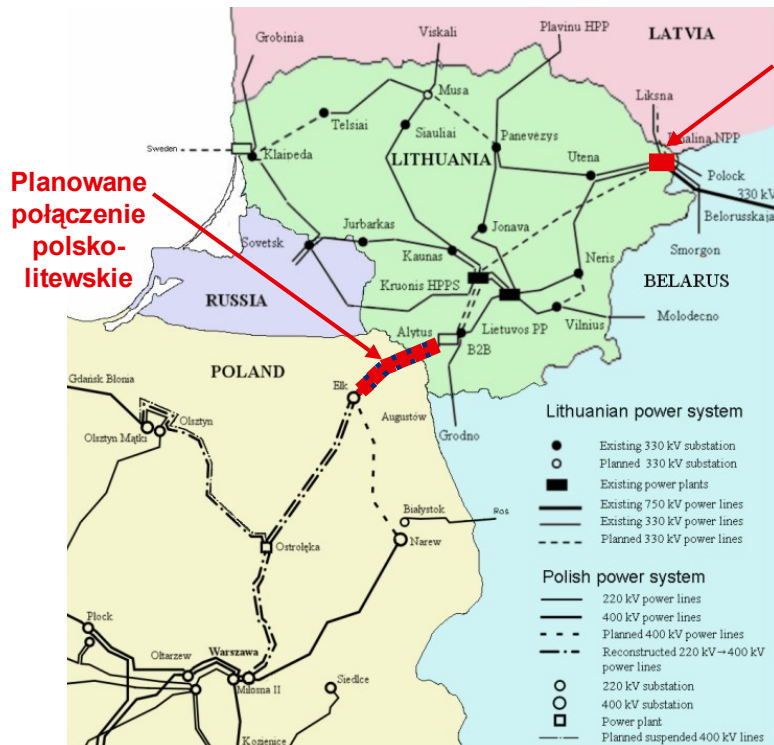 Grobinia
Viskali
Plavinu HPP
LATVIA
Musa
Liksna
Telsiai
Siauliai
Panevėzys
Sweden
Klaipeda
LITHUANIA
Utena
Polock
330 kV
Belorusskaja
Planowane
połączenie
polsko-
litewskie
Sovetsk
Jurbarkas
Jonava
Kaunas
Neris
Smorgon
RUSSIA
Kruonis HPPS
BELARUS
Alytus
Lietuvos PP
Vilnius
Molodecno
B2B
POLAND
Gdańsk Błonia
Ełk
Olsztyn
Augustów
Olsztyn Mątki
Grodno
Białystok
Roś
Ostrołęka
Narew
Płock
Ołtarzew
Warszawa
Miłosna II
Siedlce
Kozienice
Lithuanian power system
Existing 330 kV substation
Planned 330 kV substation
Existing power plants
Existing 750 kV power lines
Existing 330 kV power lines
Planned 330 kV power lines
Polish power system
220 kV power lines
400 kV power lines
Planned 400 kV power lines
Reconstructed 220 kV→400 kV
power lines
220 kV substation
400 kV substation
Power plant
Planned suspended 400 kV lines